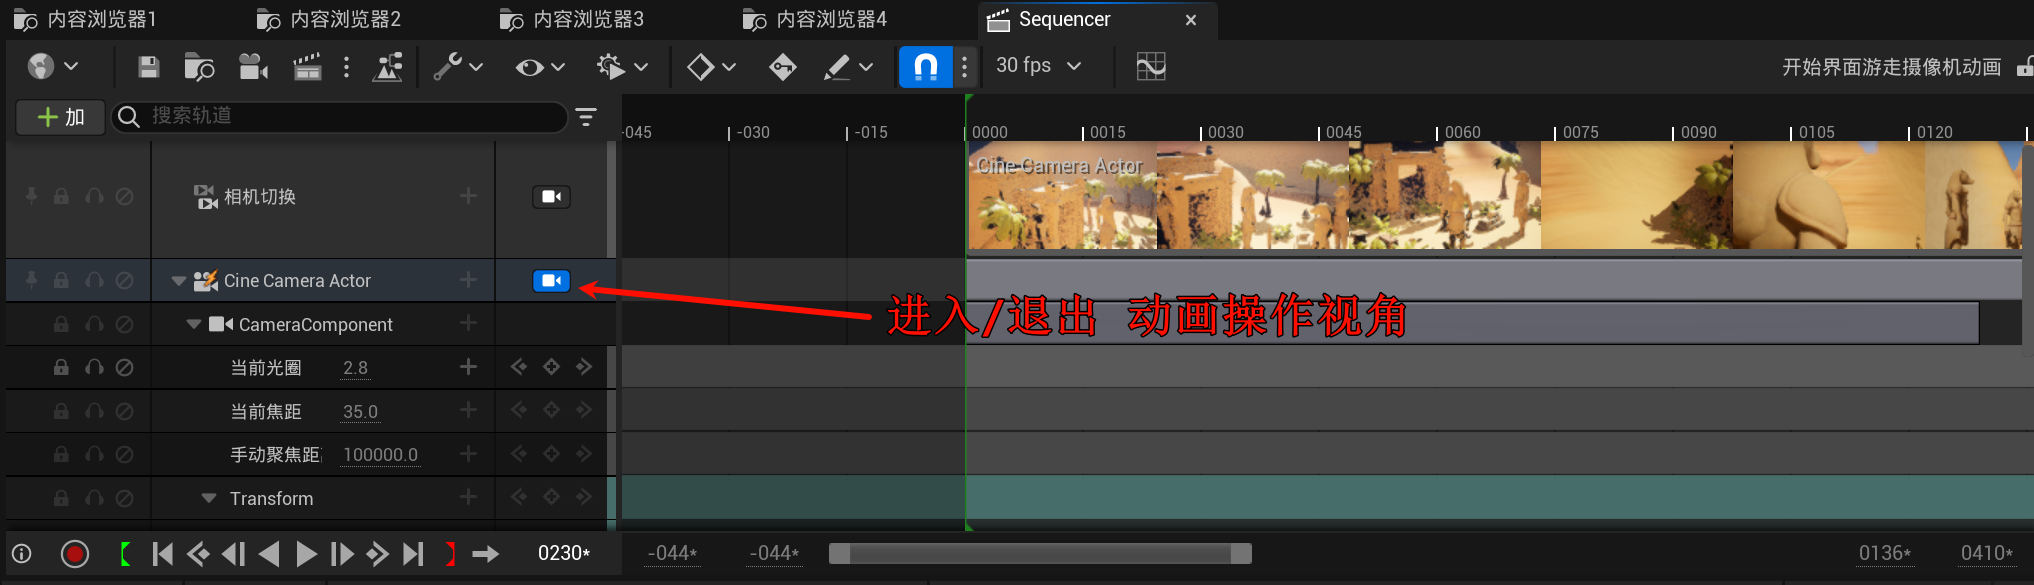 内容浏览器1 内容浏览器2 内容浏览器3 内容浏览器4 Sequencer
30 fps 开始界面游走摄像机动画
加 搜索轨道
-045 -030 -015 0000 0015 0030 0045 0060 0075 0090 0105 0120
Cine Camera Actor
相机切换
Cine Camera Actor
进入/退出 动画操作视角
CameraComponent
当前光圈 2.8
当前焦距 35.0
手动聚焦距 100000.0
Transform
0230* -044* -044* 0136* 0410*